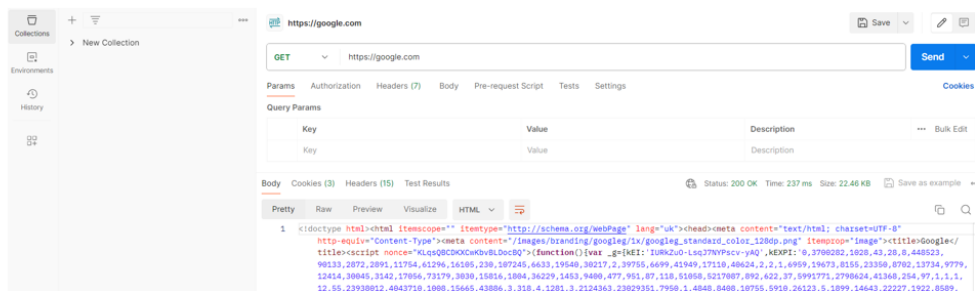 Collections
Environments
History
New Collection
https://google.com
Save
GET https://google.com Send
Params Authorization Headers (7) Body Pre-request Script Tests Settings Cookies
Query Params
Key Value Description Bulk Edit
Key Value Description
Body Cookies (3) Headers (15) Test Results Status: 200 OK Time: 237 ms Size: 22.46 KB Save as example
Pretty Raw Preview Visualize HTML
1 <!doctype html><html itemscope="" itemtype="http://schema.org/WebPage" lang="uk"><head><meta content="text/html; charset=UTF-8"
http-equiv="Content-Type"><meta content="/images/branding/googleg/1x/googleg_standard_color_128dp.png" itemprop="image"><title>Google</
title><script nonce="KLqsQBCDKXCwKbvBLDocBQ">(function(){var _g={kEI:'IURkZuO-Lsq27NYPscv-yAQ',kEXPI:'0,3700282,1028,43,28,8,448523,
90133,2872,2891,11754,61296,16105,230,107245,6633,19540,30217,2,39755,6699,41949,17110,40624,2,2,1,6959,19673,8155,23350,8702,13734,9779,
12414,30045,3142,17056,73179,3030,15816,1804,36229,1453,9400,477,951,87,118,51058,5217087,892,622,37,5991771,2798624,41368,254,97,1,1,1,